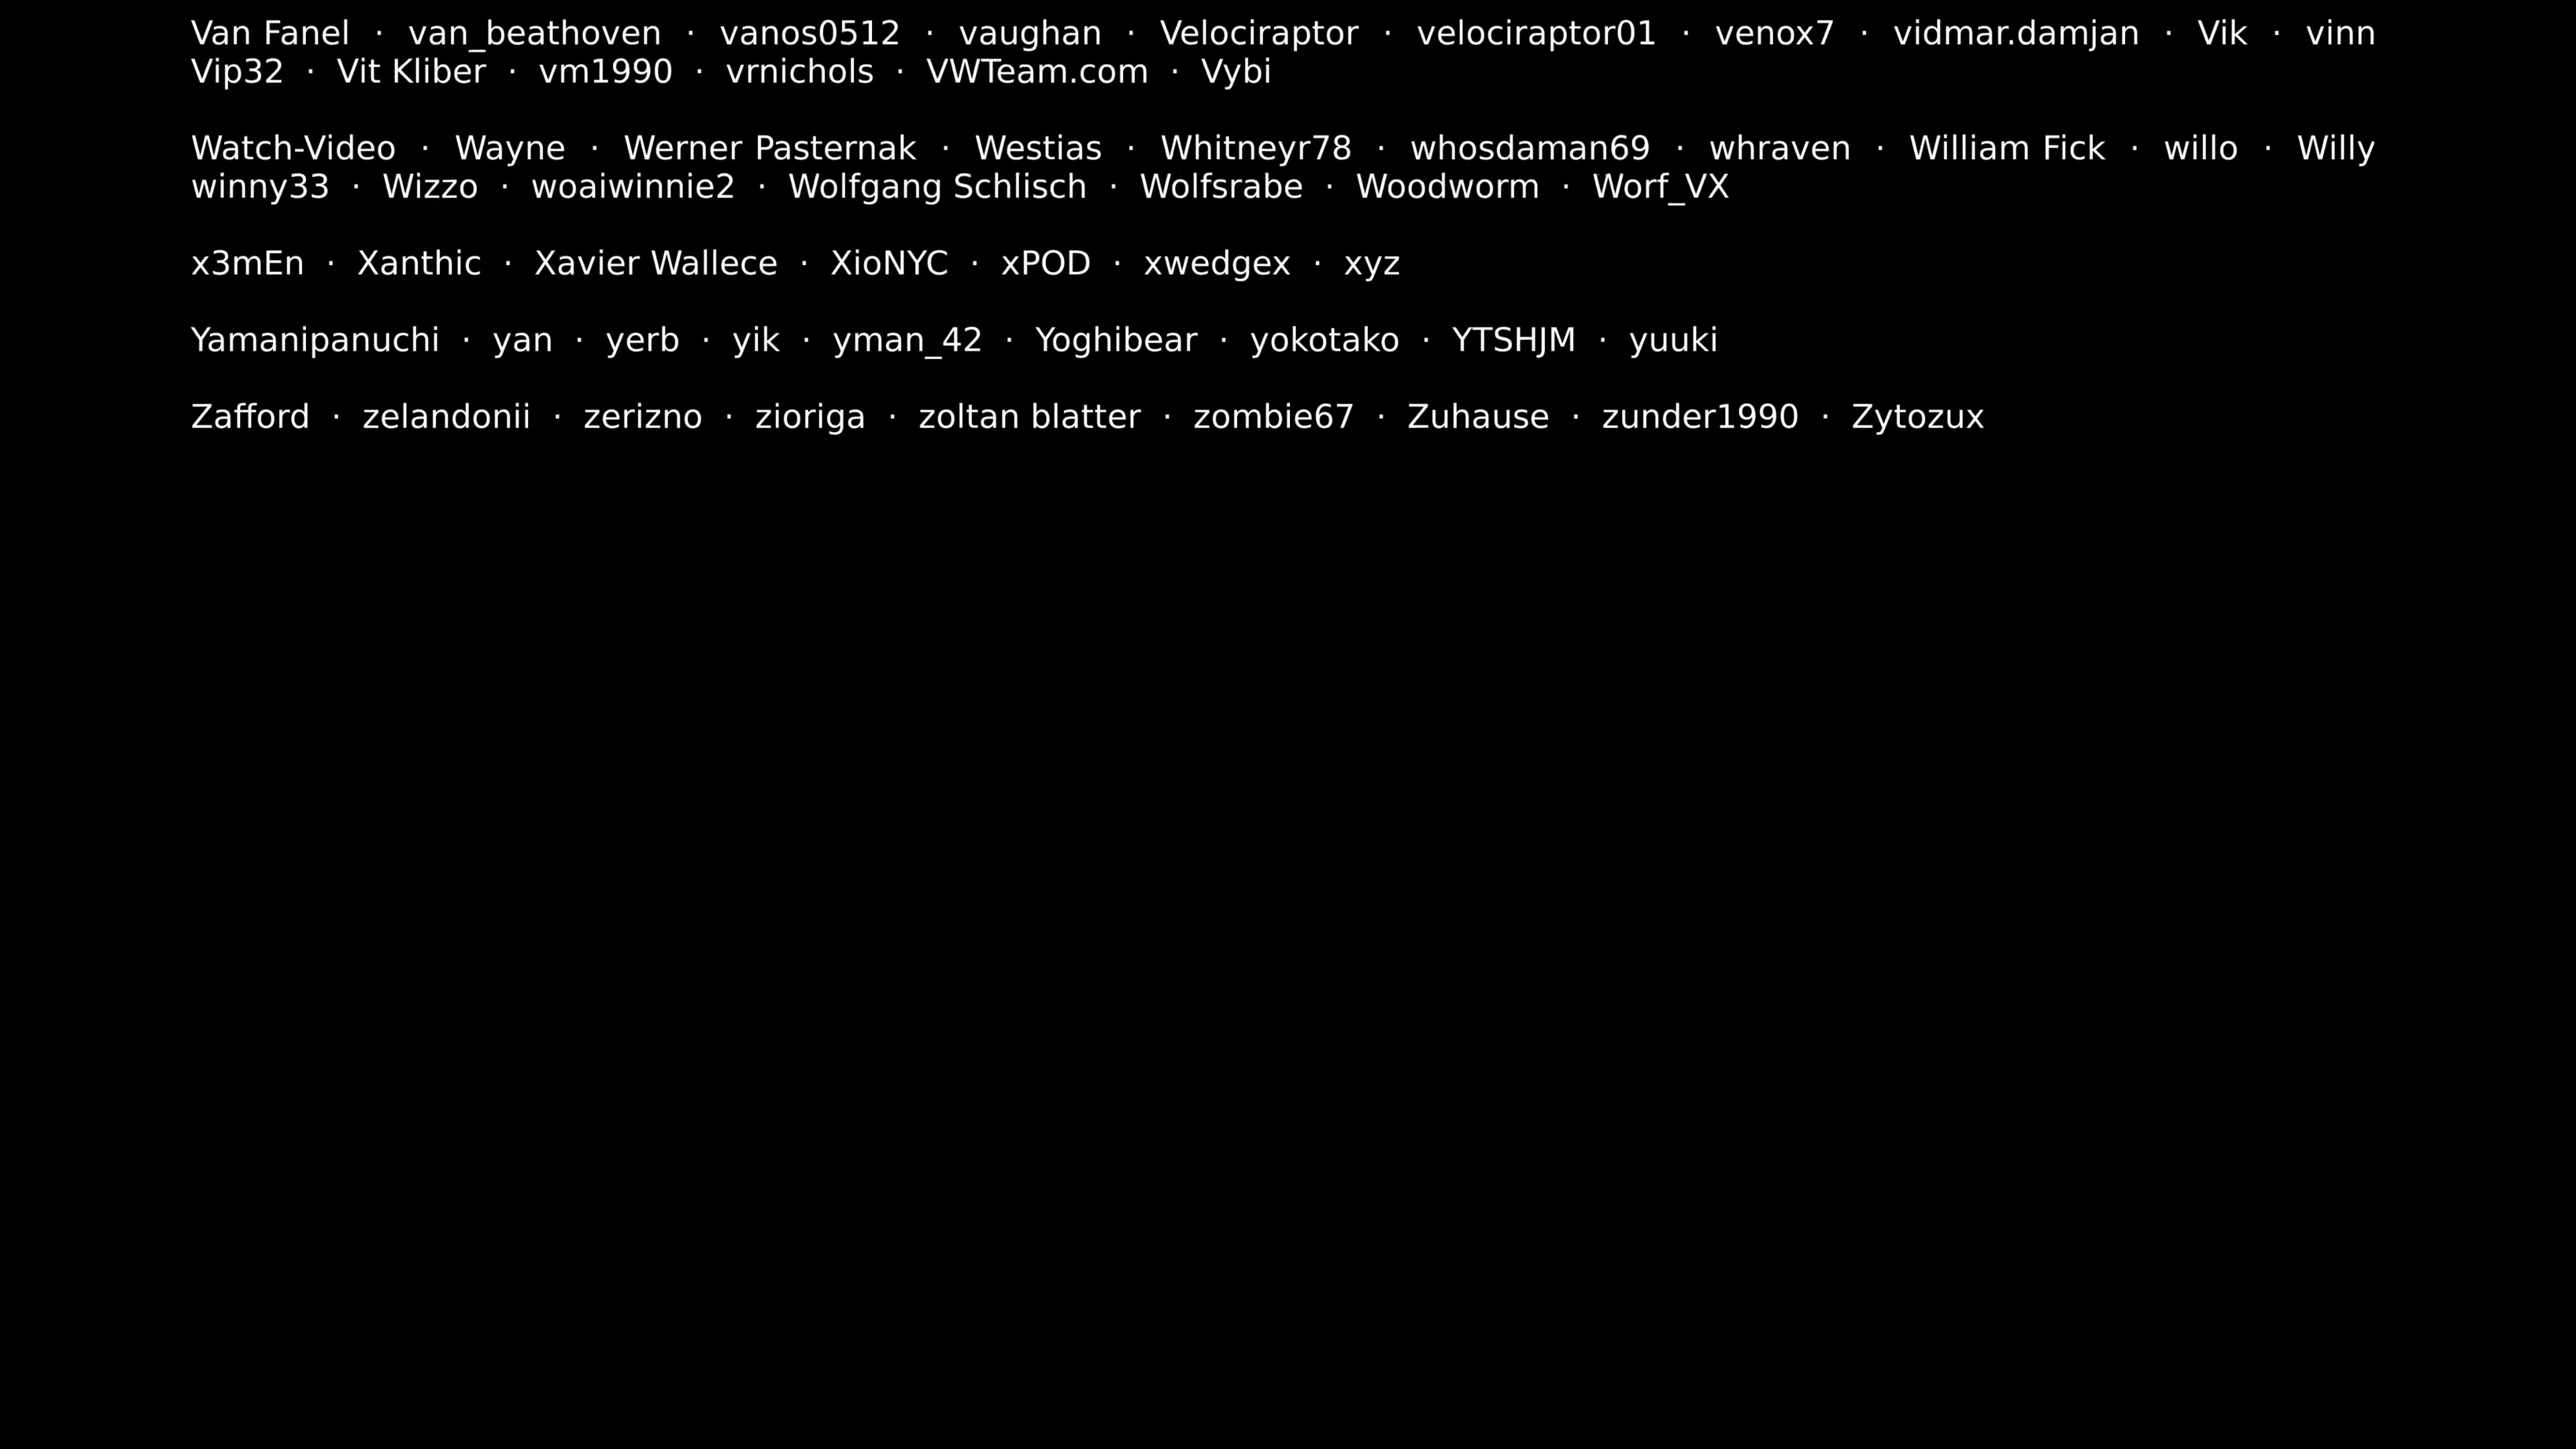 Van Fanel · van_beathoven · vanos0512 · vaughan · Velociraptor · velociraptor01 · venox7 · vidmar.damjan · Vik · vinn
Vip32 · Vit Kliber · vm1990 · vrnichols · VWTeam.com · Vybi
Watch-Video · Wayne · Werner Pasternak · Westias · Whitneyr78 · whosdaman69 · whraven · William Fick · willo · Willy
winny33 · Wizzo · woaiwinnie2 · Wolfgang Schlisch · Wolfsrabe · Woodworm · Worf_VX
x3mEn · Xanthic · Xavier Wallece · XioNYC · xPOD · xwedgex · xyz
Yamanipanuchi · yan · yerb · yik · yman_42 · Yoghibear · yokotako · YTSHJM · yuuki
Zafford · zelandonii · zerizno · zioriga · zoltan blatter · zombie67 · Zuhause · zunder1990 · Zytozux